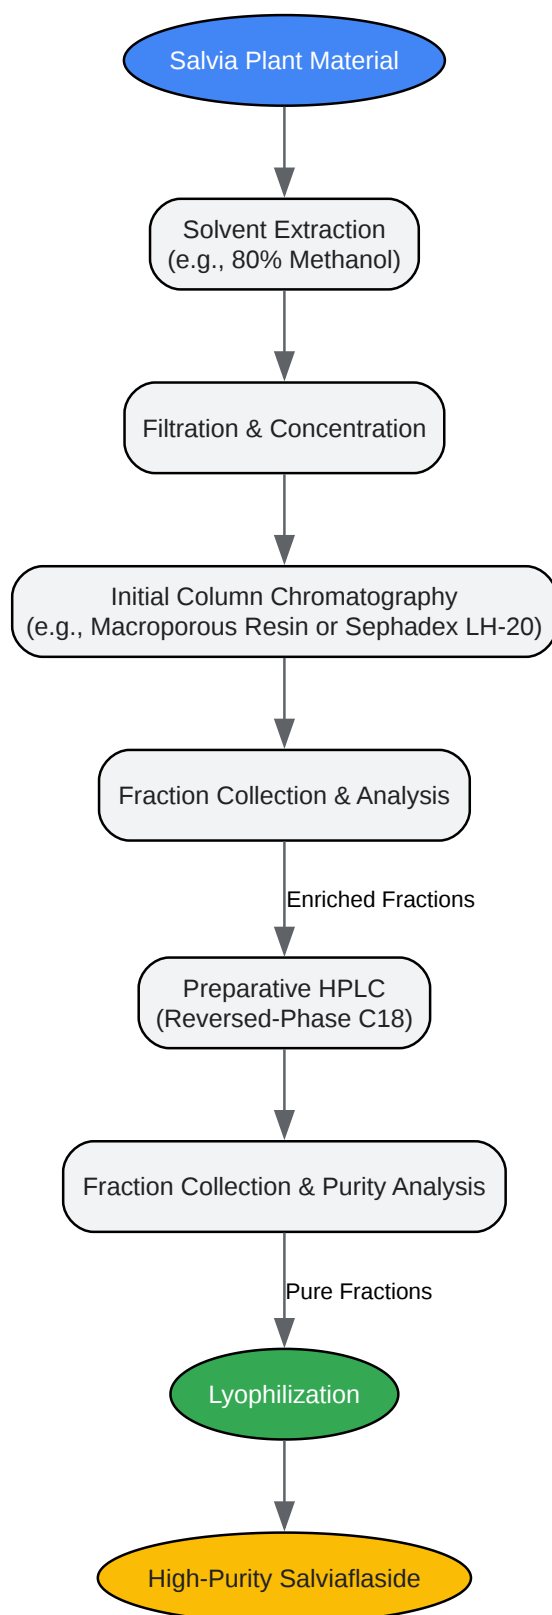 Salvia Plant Material
Solvent Extraction
(e.g., 80% Methanol)
Filtration & Concentration
Initial Column Chromatography
(e.g., Macroporous Resin or Sephadex LH-20)
Fraction Collection & Analysis
Enriched Fractions
Preparative HPLC
(Reversed-Phase C18)
Fraction Collection & Purity Analysis
Pure Fractions
Lyophilization
High-Purity Salviaflaside